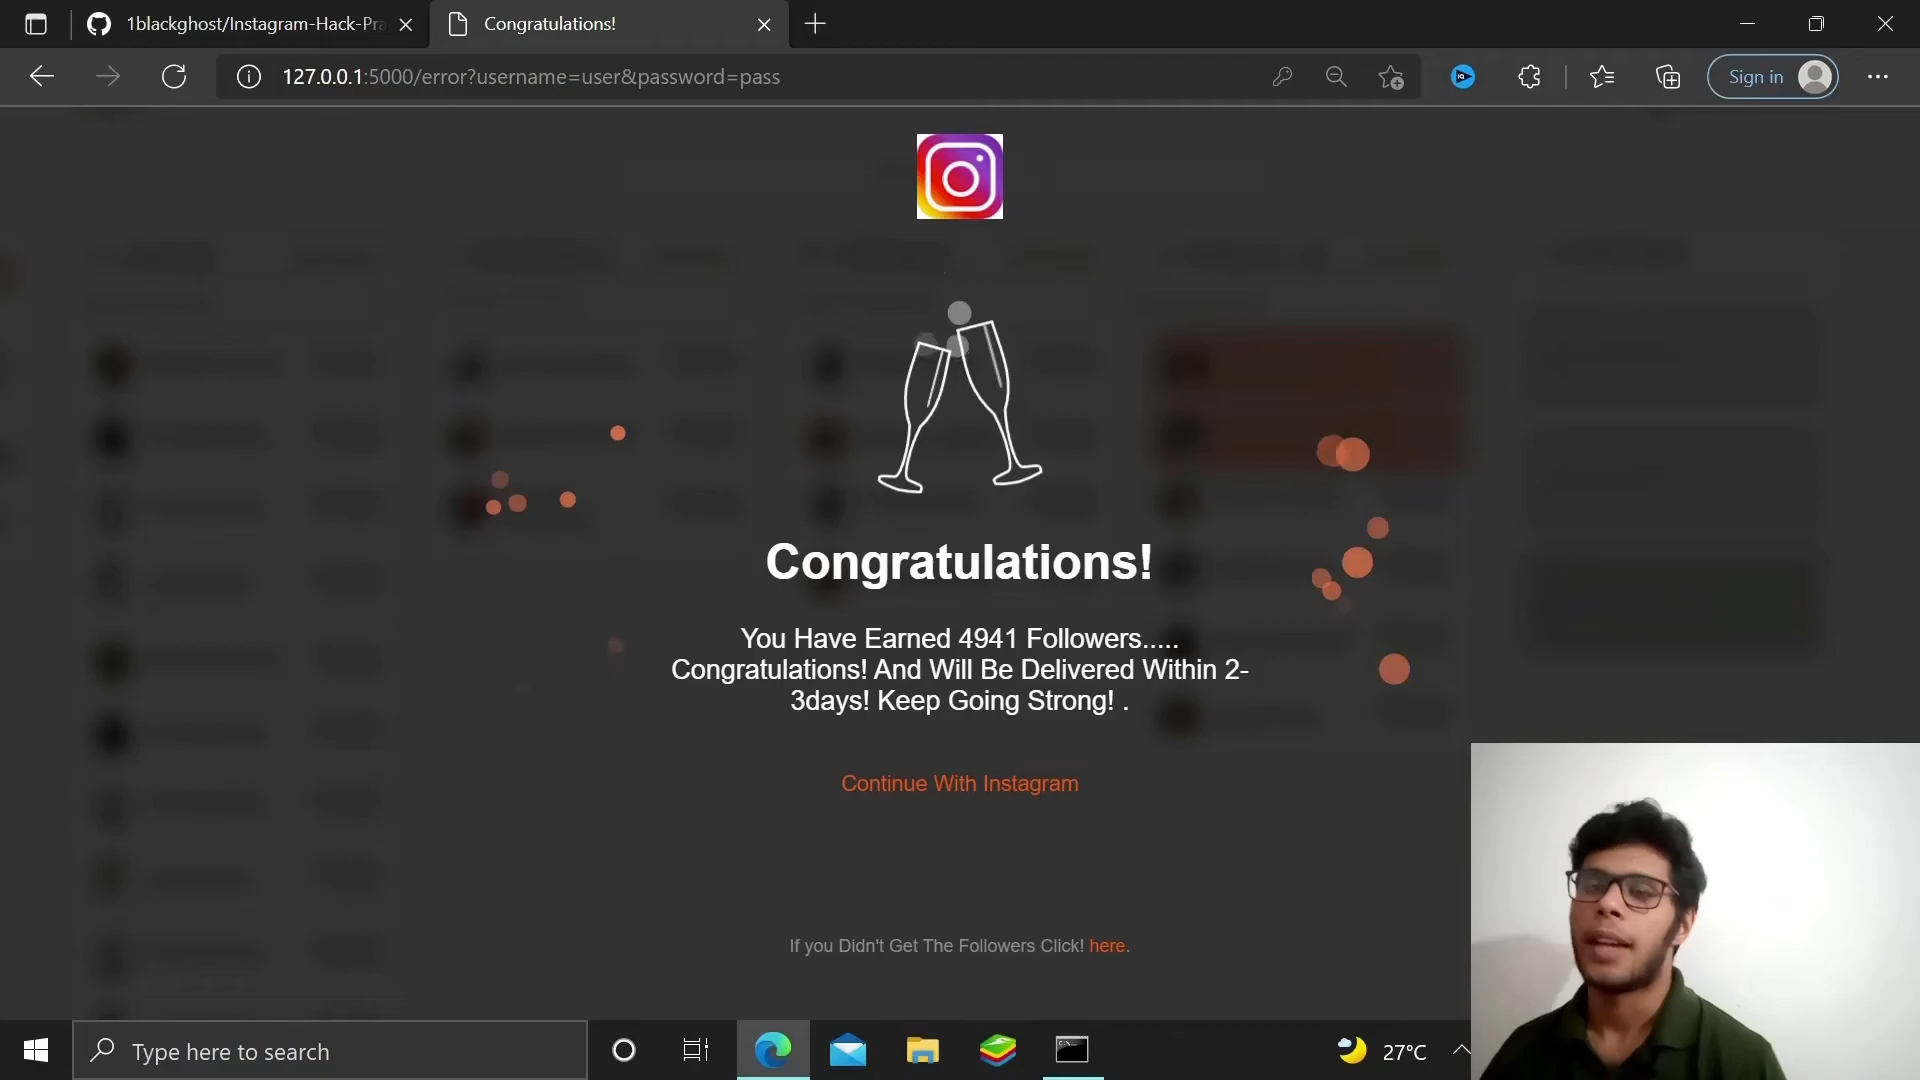 1blackghost/Instagram-Hack-Pra
Congratulations!
127.0.0.1:5000/error?username=user&password=pass
Sign in
Congratulations!
You Have Earned 4941 Followers.....
Congratulations! And Will Be Delivered Within 2-
3days! Keep Going Strong! .
Continue With Instagram
If you Didn't Get The Followers Click! here.
Type here to search
27°C